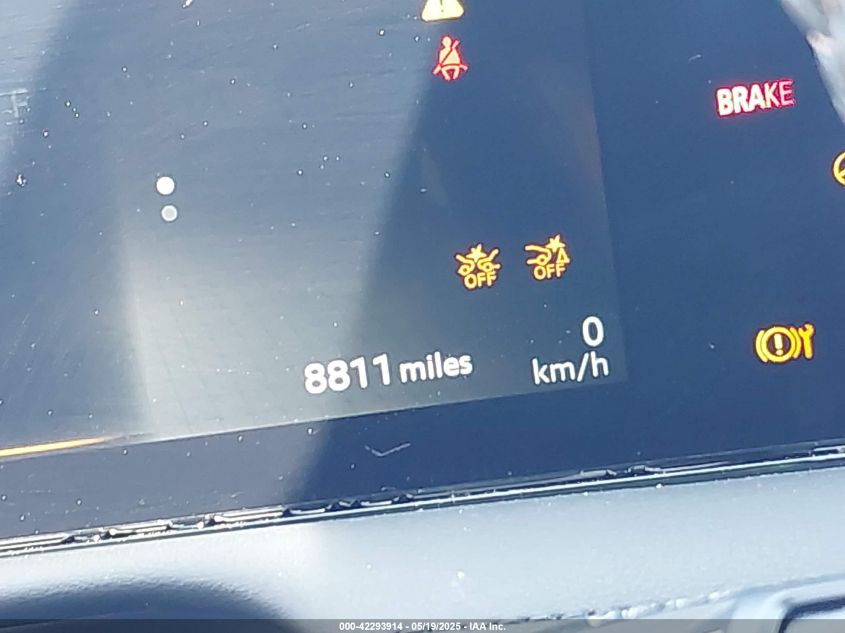 BRAKE
OFF OFF
0
8811 miles km/h
000-42293914 - 05/19/2025 - IAA Inc.